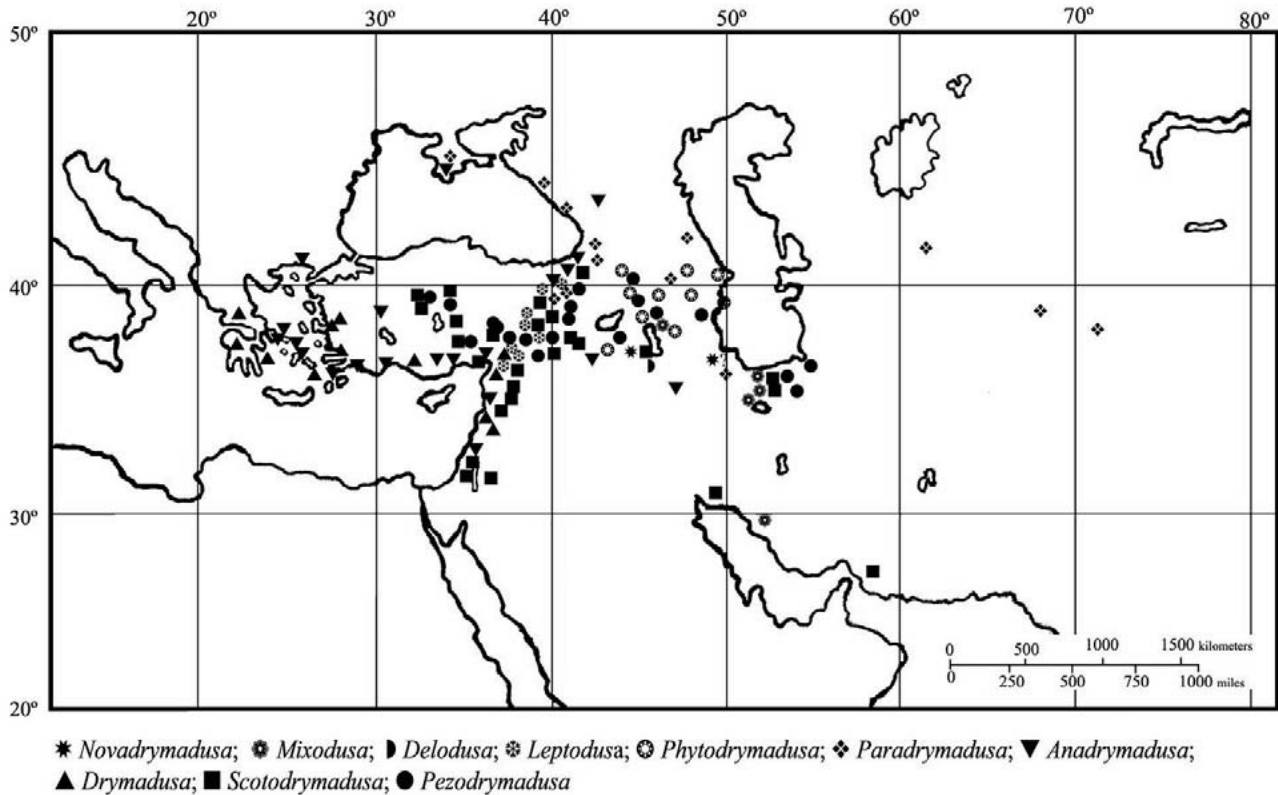 20º 30º 40º 50º 60º 70º 80º
50º
40º
30º
20º
0 500 1000 1500 kilometers
0 250 500 750 1000 miles
Novadrymadusa; Mixodusa; Delodusa; Leptodusa; Phytodrymadusa; Paradrymadusa; Anadrymadusa;
Drymadusa; Scotodrymadusa; Pezodrymadusa